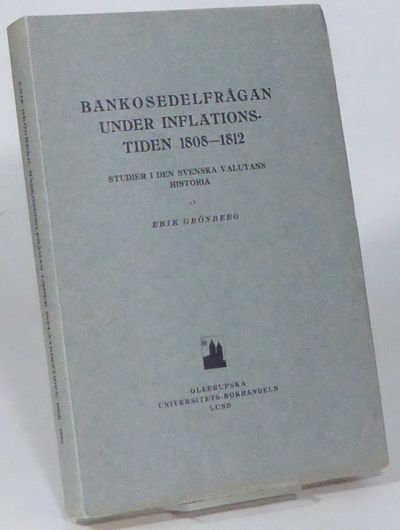 BANKOSEDELFRÅGAN
UNDER INFLATIONS-
TIDEN 1808—1812
STUDIER I DEN SVENSKA VALUTANS
HISTORIA
AV
ERIK GRÖNBERG
GLEERUPSKA
UNIVERSITETS-BOKHANDELN
LUND